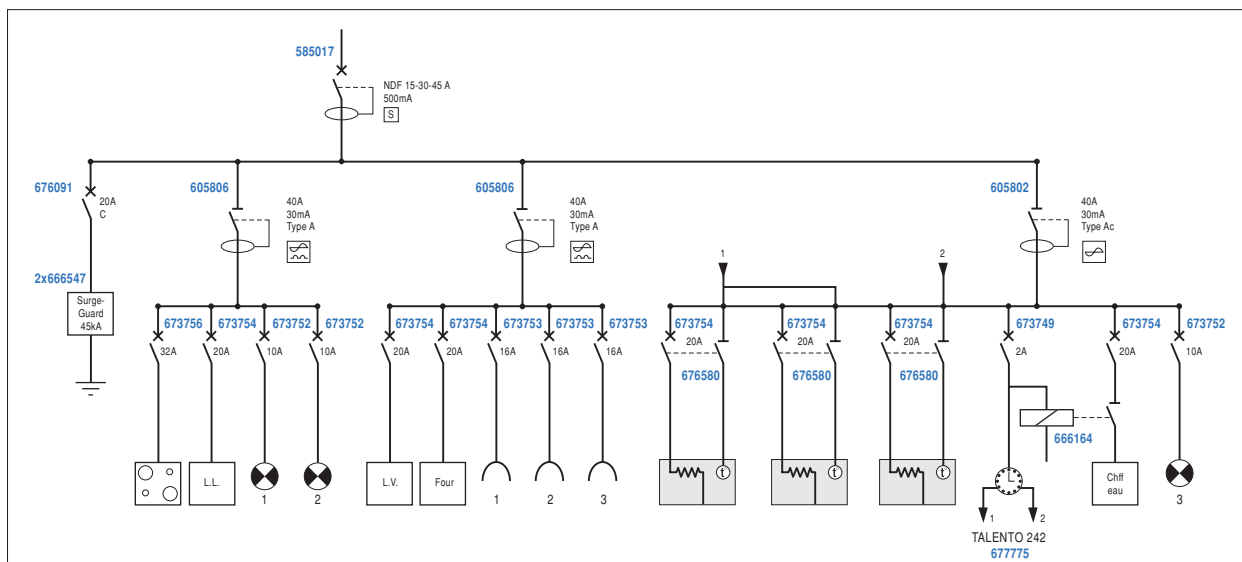 585017
NDF 15-30-45 A
500mA
S
676091
20A
C
605806
40A
30mA
Type A
605806
40A
30mA
Type A
605802
40A
30mA
Type Ac
2x666547
Surge-
Guard
45kA
1
2
673756
673754
673752
673752
673754
673754
673753
673753
673753
673754
673754
673754
673749
673754
673752
32A
20A
10A
10A
20A
20A
16A
16A
16A
20A
20A
20A
2A
20A
10A
676580
676580
676580
666164
L.L.
1
2
L.V.
Four
1
2
3
t
t
t
Chff
eau
3
1
2
TALENTO 242
677775